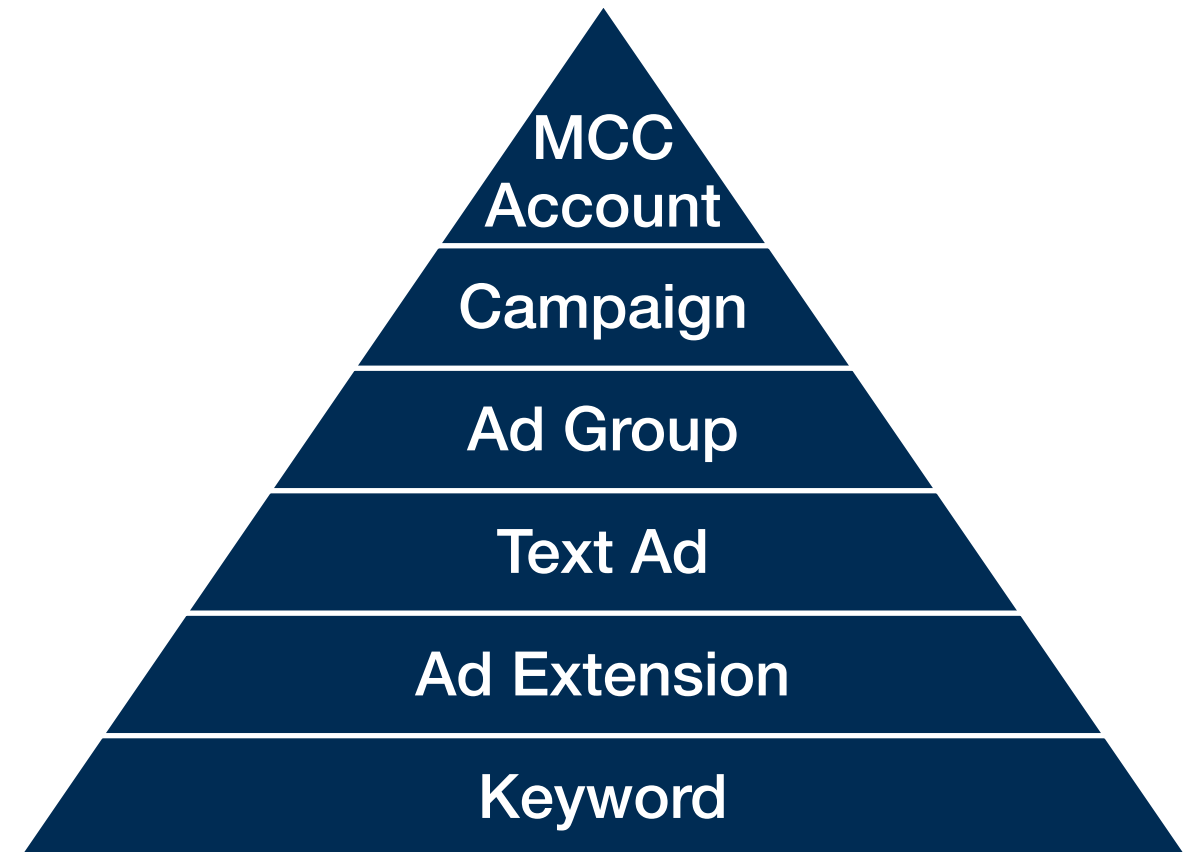 MCC
Account
Campaign
Ad Group
Text Ad
Ad Extension
Keyword